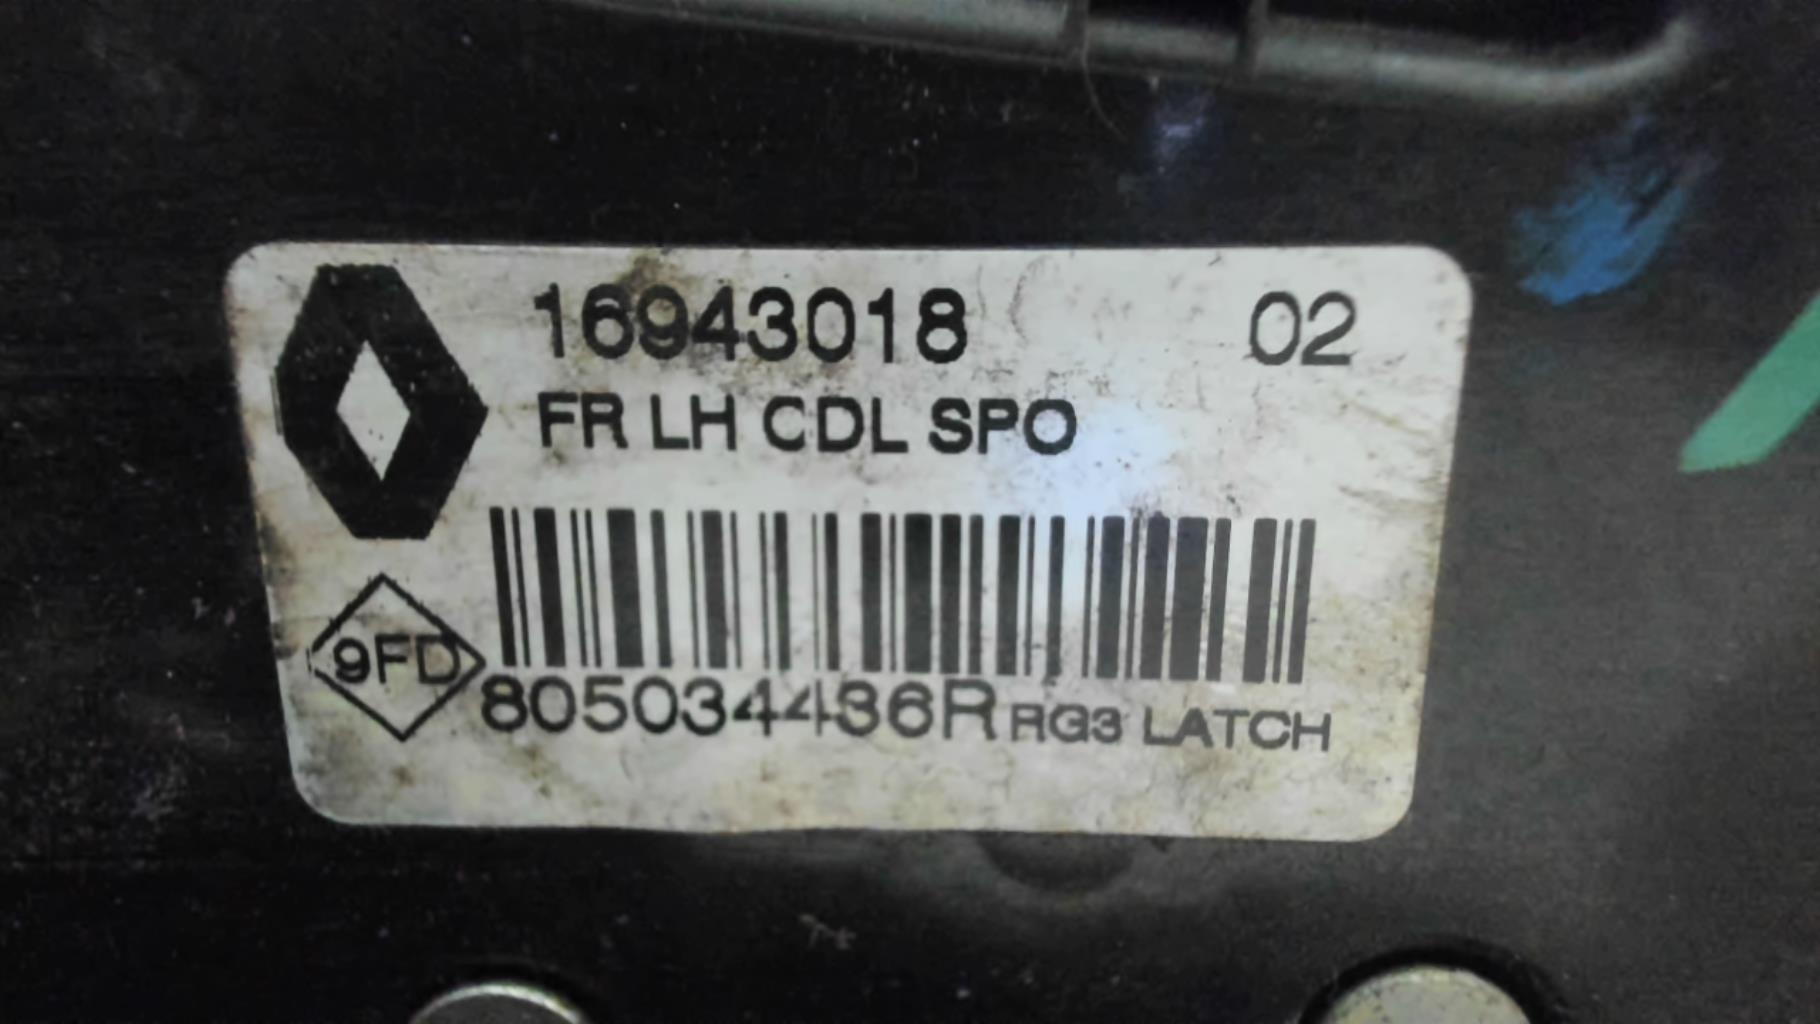 16943018 02
FR LH CDL SPO
9FD
805034436R RG3 LATCH